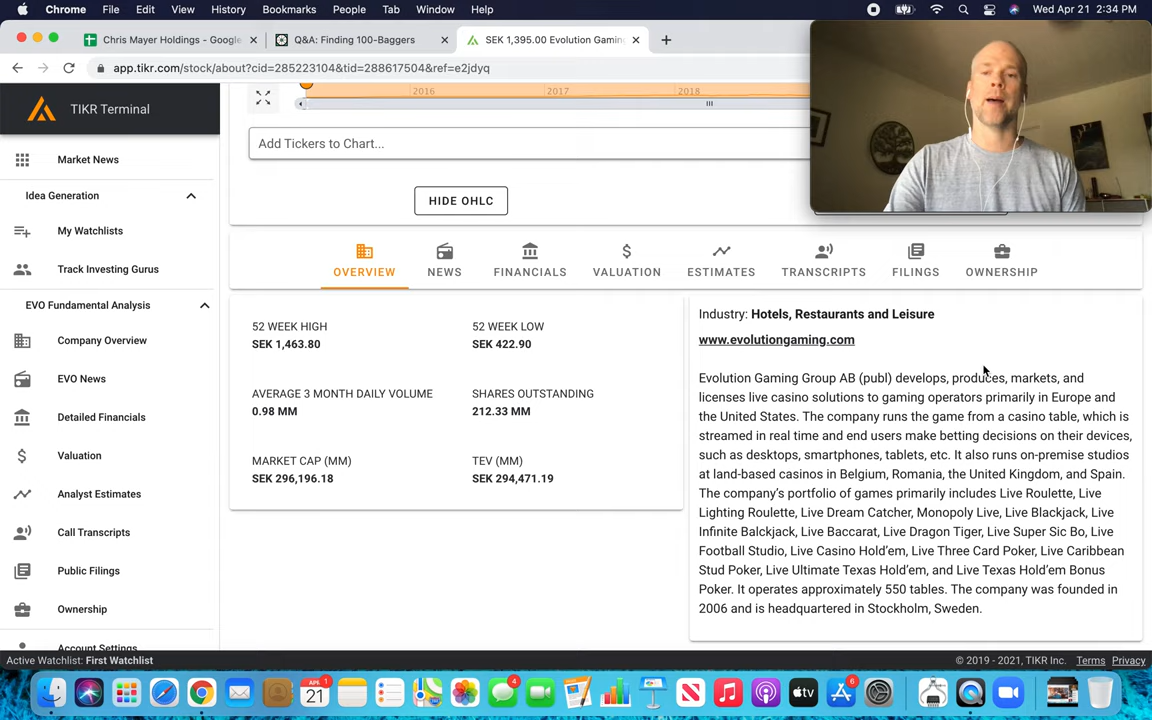 Chrome File Edit View History Bookmarks People Tab Window Help Wed Apr 21 2:34 PM
Chris Mayer Holdings - Google
Q&A: Finding 100-Baggers
SEK 1,395.00 Evolution Gamin
app.tikr.com/stock/about?cid=285223104&tid=288617504&ref=e2jdyq
TIKR Terminal
2016 2017 2018
Add Tickers to Chart...
HIDE OHLC
Market News
Idea Generation
My Watchlists
Track Investing Gurus
EVO Fundamental Analysis
Company Overview
EVO News
Detailed Financials
Valuation
Analyst Estimates
Call Transcripts
Public Filings
Ownership
Account Settings
OVERVIEW NEWS FINANCIALS VALUATION ESTIMATES TRANSCRIPTS FILINGS OWNERSHIP
52 WEEK HIGH
SEK 1,463.80
52 WEEK LOW
SEK 422.90
AVERAGE 3 MONTH DAILY VOLUME
0.98 MM
SHARES OUTSTANDING
212.33 MM
MARKET CAP (MM)
SEK 296,196.18
TEV (MM)
SEK 294,471.19
Industry: Hotels, Restaurants and Leisure
www.evolutiongaming.com
Evolution Gaming Group AB (publ) develops, produces, markets, and
licenses live casino solutions to gaming operators primarily in Europe and
the United States. The company runs the game from a casino table, which is
streamed in real time and end users make betting decisions on their devices,
such as desktops, smartphones, tablets, etc. It also runs on-premise studios
at land-based casinos in Belgium, Romania, the United Kingdom, and Spain.
The company's portfolio of games primarily includes Live Roulette, Live
Lighting Roulette, Live Dream Catcher, Monopoly Live, Live Blackjack, Live
Infinite Balckjack, Live Baccarat, Live Dragon Tiger, Live Super Sic Bo, Live
Football Studio, Live Casino Hold'em, Live Three Card Poker, Live Caribbean
Stud Poker, Live Ultimate Texas Hold'em, and Live Texas Hold'em Bonus
Poker. It operates approximately 550 tables. The company was founded in
2006 and is headquartered in Stockholm, Sweden.
Active Watchlist: First Watchlist
© 2019 - 2021, TIKR Inc. Terms Privacy
APR 1
21
4
tv
6